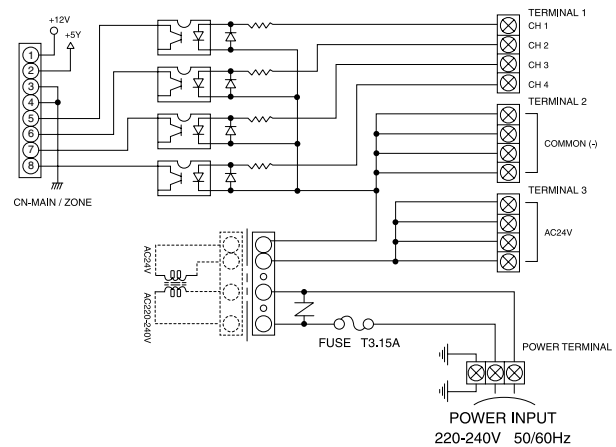 +12V
+5Y
1
2
3
4
5
6
7
8
CN-MAIN / ZONE
TERMINAL 1
CH 1
CH 2
CH 3
CH 4
TERMINAL 2
COMMON (-)
TERMINAL 3
AC24V
AC24V
AC220-240V
FUSE T3.15A
POWER TERMINAL
POWER INPUT
220-240V 50/60Hz